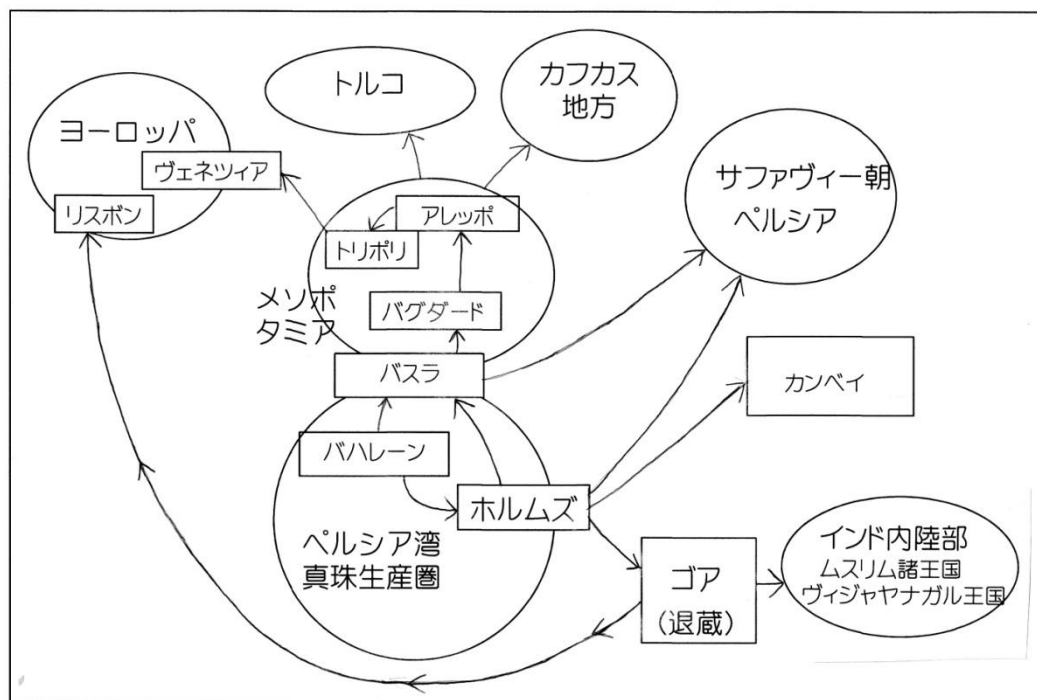 トルコ
カフカス
地方
ヨーロッパ
ヴェネツィア
リスボン
サファヴィー朝
ペルシア
アレッポ
トリポリ
メソポ
タミア
バグダード
バスラ
カンベイ
バハレーン
ホルムズ
ペルシア湾
真珠生産圏
ゴア
(退蔵)
インド内陸部
ムスリム諸王国
ヴィジャヤナガル王国